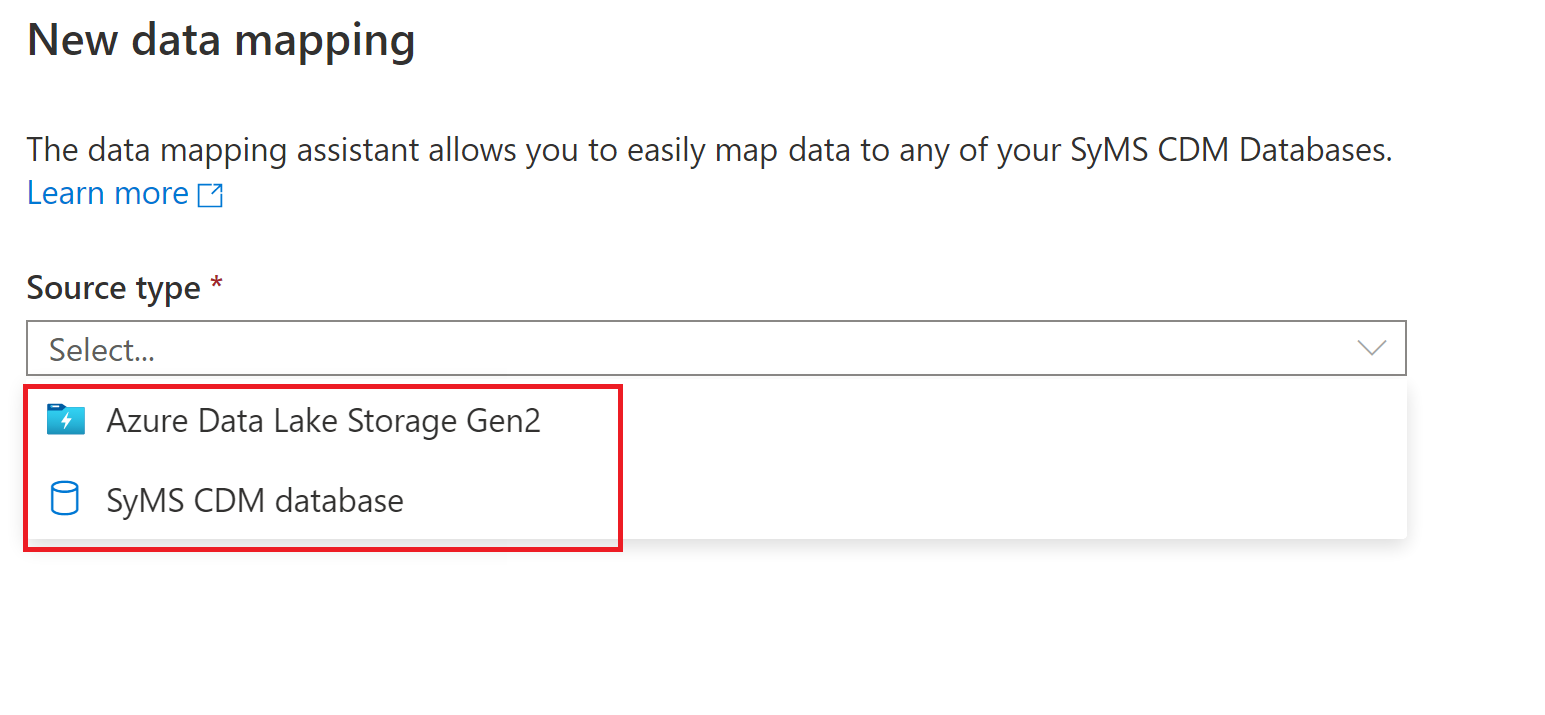 New data mapping
The data mapping assistant allows you to easily map data to any of your SyMS CDM Databases.
Learn more
Source type *
Select...
Azure Data Lake Storage Gen2
SyMS CDM database